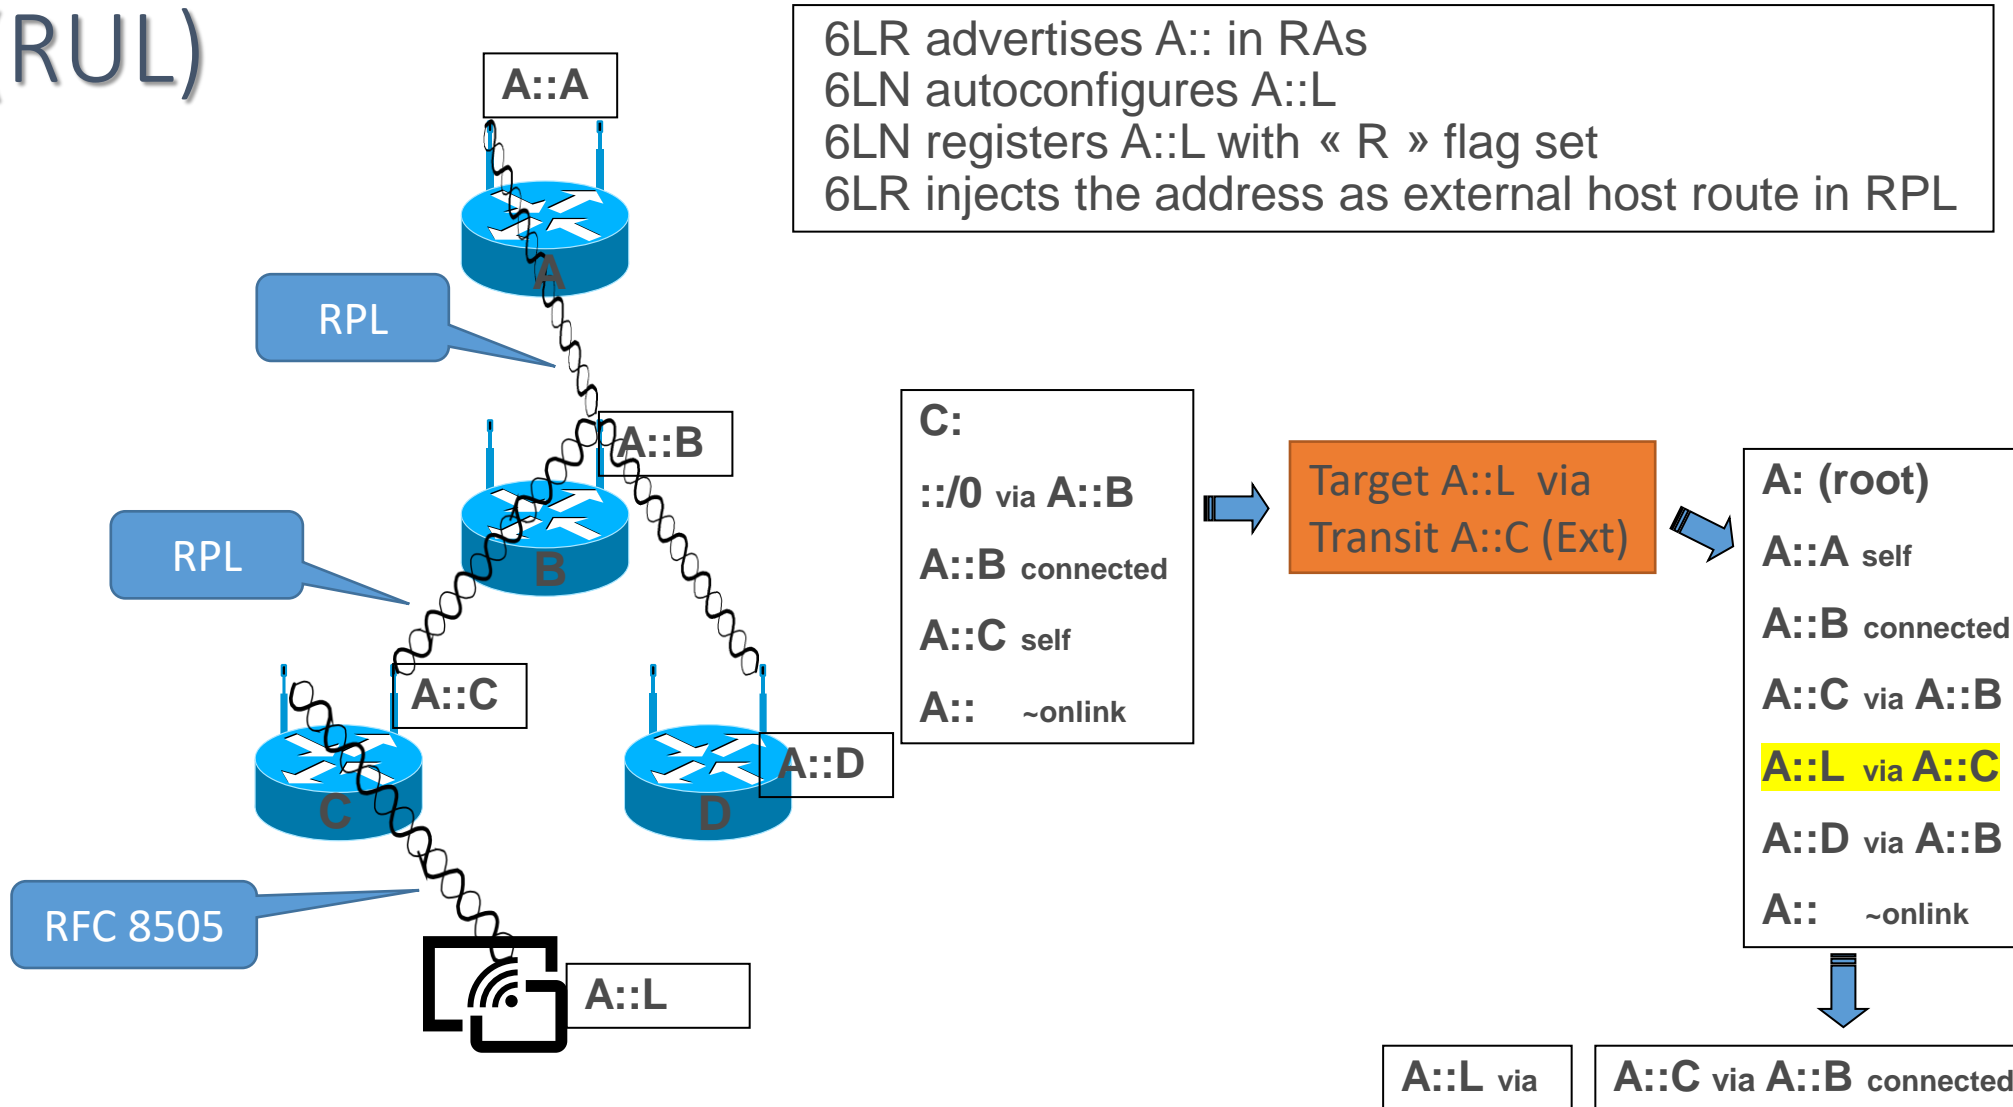 (RUL)
6LR advertises A:: in RAs
6LN autoconfigures A::L
6LN registers A::L with « R » flag set
6LR injects the address as external host route in RPL
A::A
A
RPL
A::B
B
RPL
A::C
C
A::D
D
RFC 8505
A::L
C:
::/0 via A::B
A::B connected
A::C self
A:: ~onlink
Target A::L via
Transit A::C (Ext)
A: (root)
A::A self
A::B connected
A::C via A::B
A::L via A::C
A::D via A::B
A:: ~onlink
A::L via
A::C via A::B connected